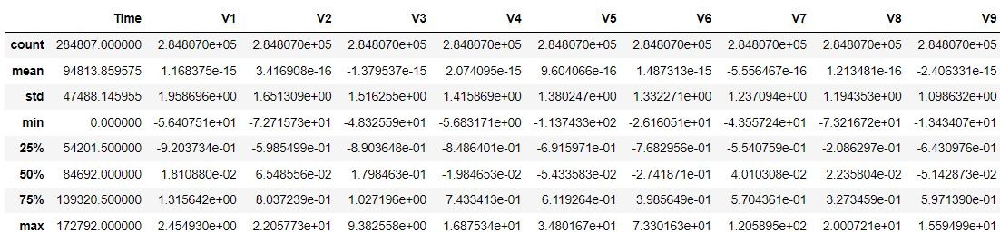 Time V1 V2 V3 V4 V5 V6 V7 V8 V9
count 284807.000000 2.848070e+05 2.848070e+05 2.848070e+05 2.848070e+05 2.848070e+05 2.848070e+05 2.848070e+05 2.848070e+05 2.848070e+05
mean 94813.859575 1.168375e-15 3.416908e-16 -1.379537e-15 2.074095e-15 9.604066e-16 1.487313e-15 -5.556467e-16 1.213481e-16 -2.406331e-15
std 47488.145955 1.958696e+00 1.651309e+00 1.516255e+00 1.415869e+00 1.380247e+00 1.332271e+00 1.237094e+00 1.194353e+00 1.098632e+00
min 0.000000 -5.640751e+01 -7.271573e+01 -4.832559e+01 -5.683171e+00 -1.137433e+02 -2.616051e+01 -4.355724e+01 -7.321672e+01 -1.343407e+01
25% 54201.500000 -9.203734e-01 -5.985499e-01 -8.903648e-01 -8.486401e-01 -6.915971e-01 -7.682956e-01 -5.540759e-01 -2.086297e-01 -6.430976e-01
50% 84692.000000 1.810880e-02 6.548556e-02 1.798463e-01 -1.984653e-02 -5.433583e-02 -2.741871e-01 4.010308e-02 2.235804e-02 -5.142873e-02
75% 139320.500000 1.315642e+00 8.037239e-01 1.027196e+00 7.433413e-01 6.119264e-01 3.985649e-01 5.704361e-01 3.273459e-01 5.971390e-01
max 172792.000000 2.454930e+00 2.205773e+01 9.382558e+00 1.687534e+01 3.480167e+01 7.330163e+01 1.205895e+02 2.000721e+01 1.559499e+01